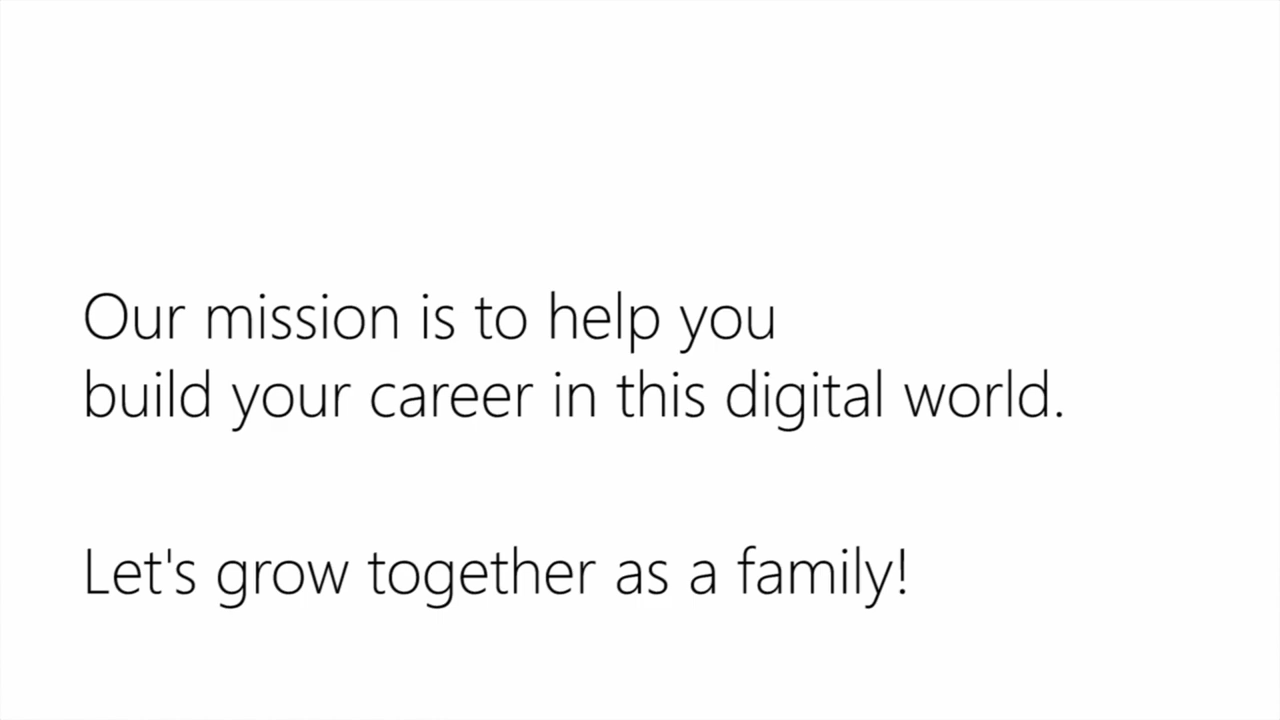 Our mission is to help you
build your career in this digital world.
Let's grow together as a family!